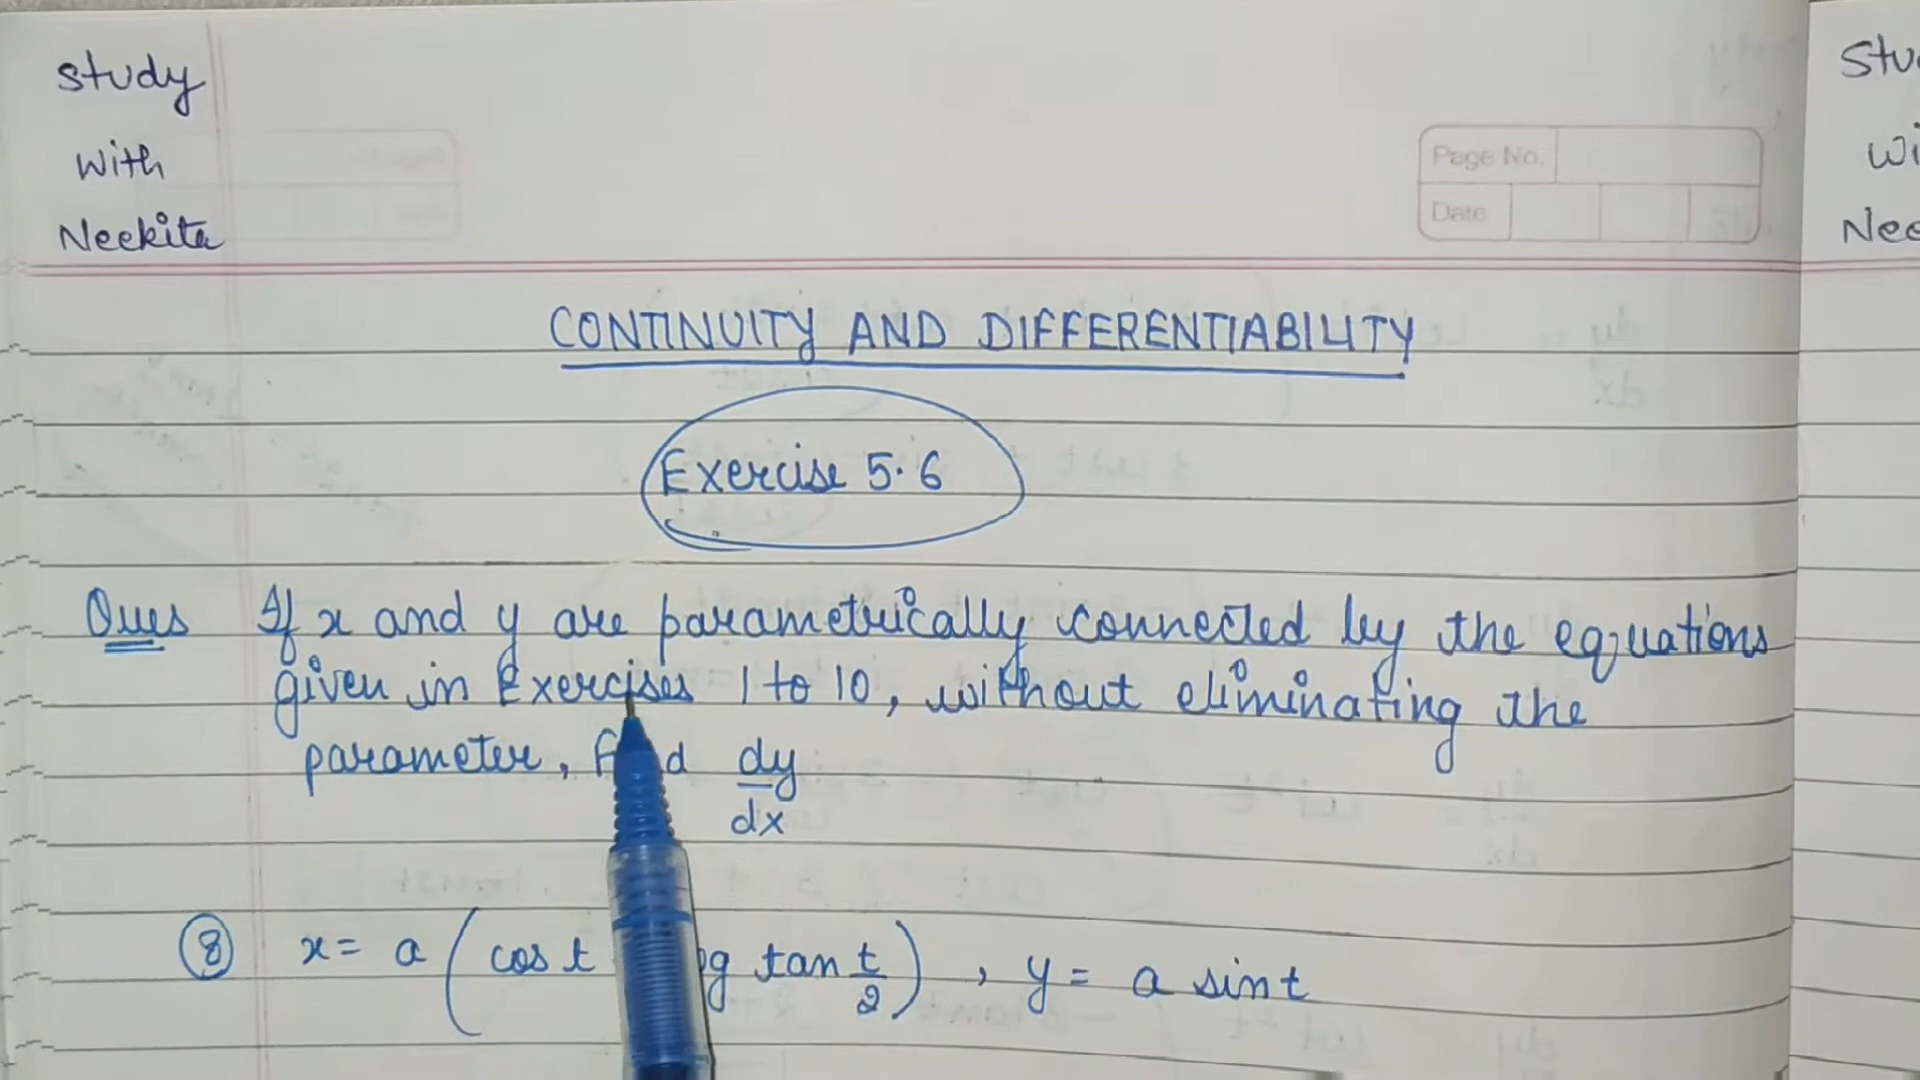 Study
With
Neekita
Page No.
Date
Stu
Wi
Nee
CONTINUITY AND DIFFERENTIABILITY
Exercise 5.6
Ques If x and y are parametrically connected by the equations
given in Exercises 1 to 10, without eliminating the
parameter, find dy/dx
(8) x = a (cos t   g tan t/2), y = a sin t